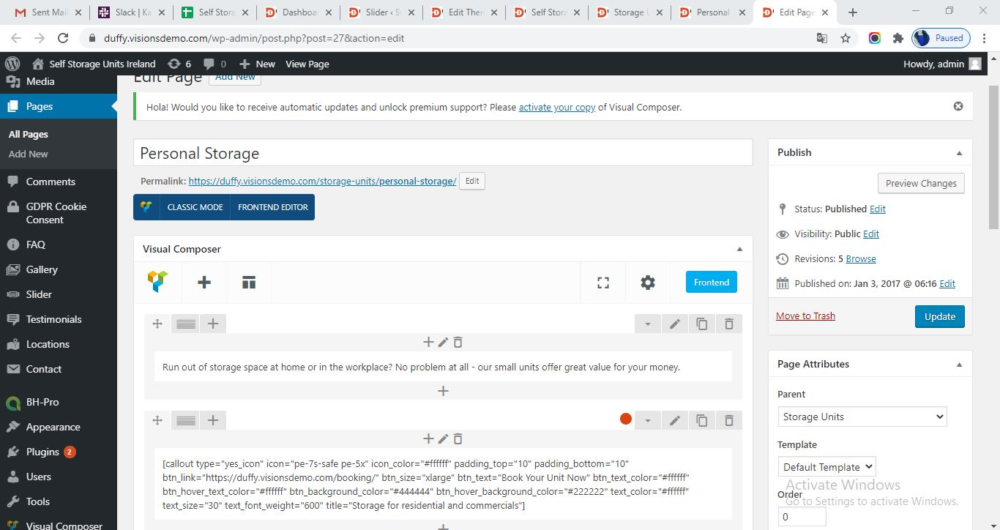 Sent Mail
Slack | Ka
Self Stora
Dashboar
Slider ‹ S
Edit Ther
Self Stora
Storage U
Personal
Edit Page
duffy.visionsdemo.com/wp-admin/post.php?post=27&action=edit
Paused
Self Storage Units Ireland 6 0 New View Page
Howdy, admin
Media
Pages
All Pages
Add New
Comments
GDPR Cookie
Consent
FAQ
Gallery
Slider
Testimonials
Locations
Contact
BH-Pro
Appearance
Plugins 2
Users
Tools
Visual Composer
Edit Page Add New
Hola! Would you like to receive automatic updates and unlock premium support? Please activate your copy of Visual Composer.
Personal Storage
Permalink: https://duffy.visionsdemo.com/storage-units/personal-storage/ Edit
CLASSIC MODE FRONTEND EDITOR
Visual Composer
Frontend
Run out of storage space at home or in the workplace? No problem at all - our small units offer great value for your money.
[callout type="yes_icon" icon="pe-7s-safe pe-5x" icon_color="#ffffff" padding_top="10" padding_bottom="10"
btn_link="https://duffy.visionsdemo.com/booking/" btn_size="xlarge" btn_text="Book Your Unit Now" btn_text_color="#ffffff"
btn_hover_text_color="#ffffff" btn_background_color="#444444" btn_hover_background_color="#222222" text_color="#ffffff"
text_size="30" text_font_weight="600" title="Storage for residential and commercials"]
Publish
Preview Changes
Status: Published Edit
Visibility: Public Edit
Revisions: 5 Browse
Published on: Jan 3, 2017 @ 06:16 Edit
Move to Trash Update
Page Attributes
Parent
Storage Units
Template
Default Template
Activate Windows
Order
Go to Settings to activate Windows.
0